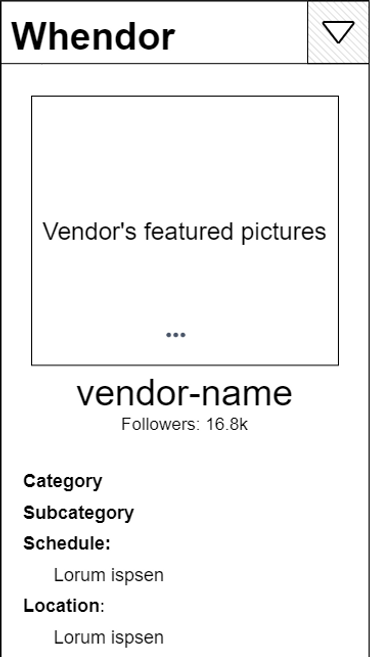 Whendor
Vendor's featured pictures
vendor-name
Followers: 16.8k
Category
Subcategory
Schedule:
Lorum ispsen
Location:
Lorum ispsen